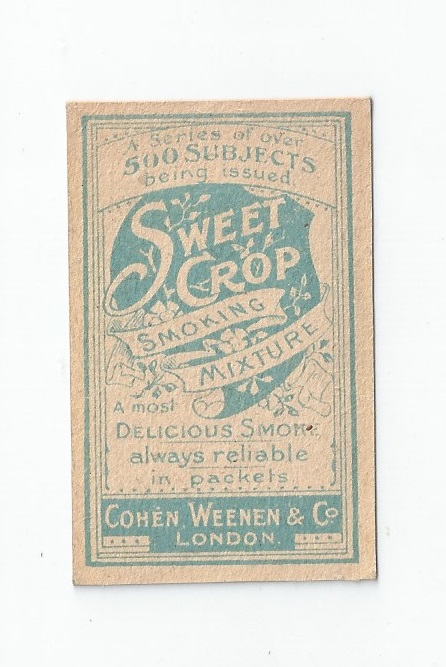 A Series of over
500 SUBJECTS
being issued
SWEET
CROP
SMOKING
MIXTURE
A most
DELICIOUS SMOKE
always reliable
in packets
COHEN, WEENEN & Co
LONDON.